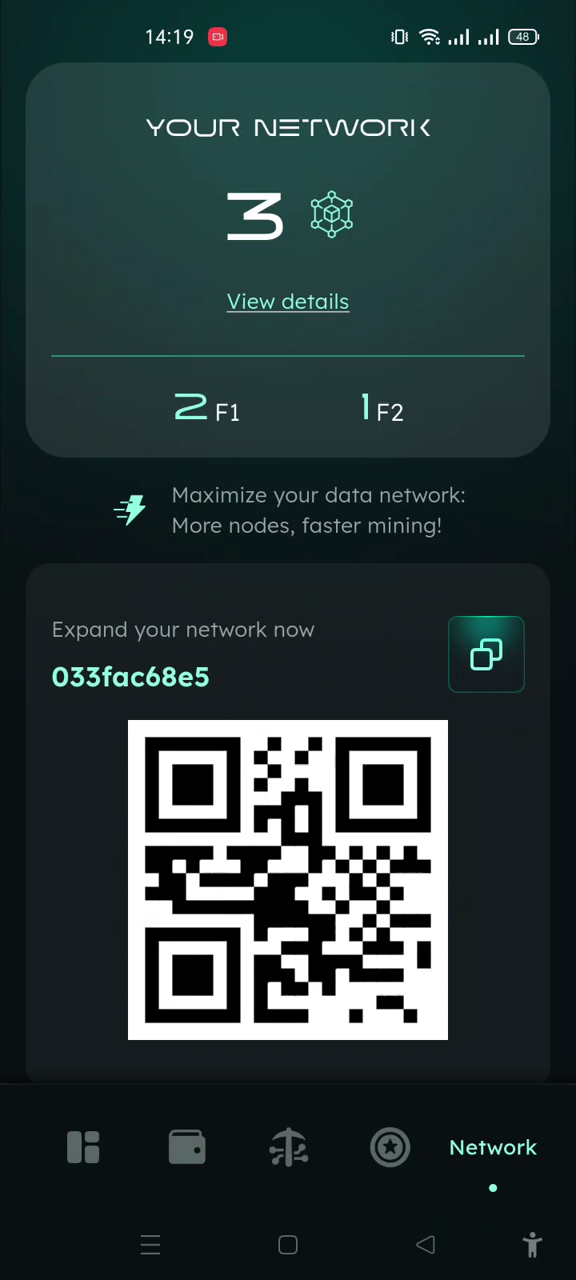 14:19
48
YOUR NETWORK
3
View details
2 F1
1 F2
Maximize your data network:
More nodes, faster mining!
Expand your network now
033fac68e5
Network